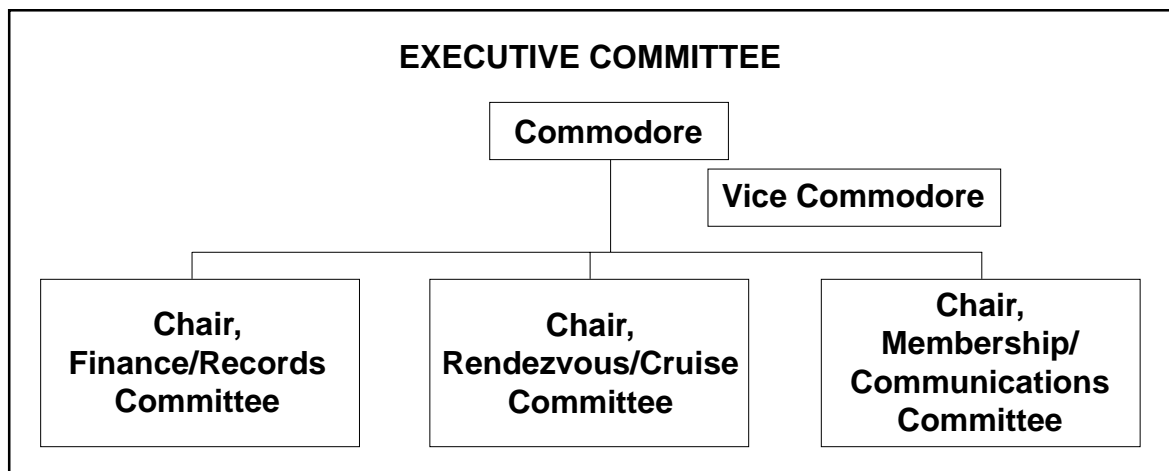 EXECUTIVE COMMITTEE
Commodore
Vice Commodore
Chair,
Finance/Records
Committee
Chair,
Rendezvous/Cruise
Committee
Chair,
Membership/
Communications
Committee